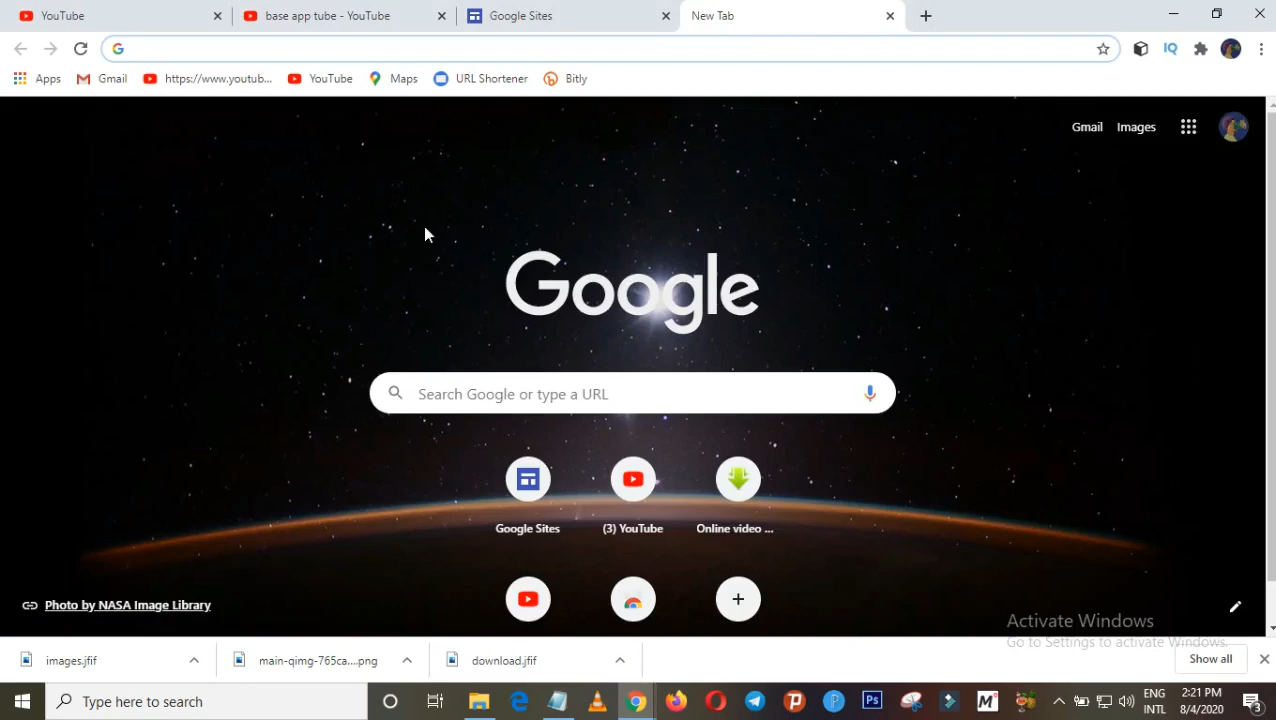 YouTube
base app tube - YouTube
Google Sites
New Tab
IQ
Apps
Gmail
https://www.youtub...
YouTube
Maps
URL Shortener
Bitly
Gmail
Images
Google
Search Google or type a URL
Google Sites
(3) YouTube
Online video ...
Photo by NASA Image Library
Activate Windows
Go to Settings to activate Windows.
images.jfif
main-qimg-765ca....png
download.jfif
Show all
Type here to search
Ps
ENG
INTL
2:21 PM
8/4/2020
3